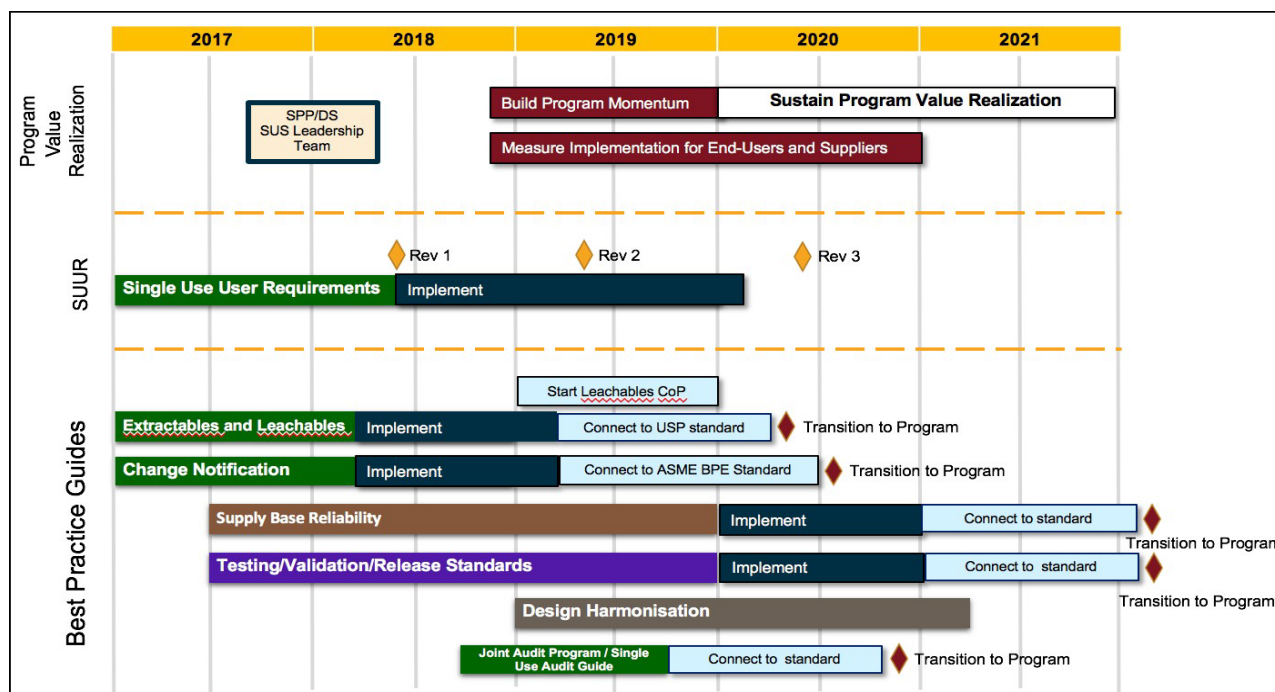 2017 2018 2019 2020 2021
Program
Value
Realization
SPP/DS
SUS Leadership
Team
Build Program Momentum
Sustain Program Value Realization
Measure Implementation for End-Users and Suppliers
SUUR
Rev 1
Rev 2
Rev 3
Single Use User Requirements
Implement
Best Practice Guides
Start Leachables CoP
Extractables and Leachables
Implement
Connect to USP standard
Transition to Program
Change Notification
Implement
Connect to ASME BPE Standard
Transition to Program
Supply Base Reliability
Implement
Connect to standard
Transition to Program
Testing/Validation/Release Standards
Implement
Connect to standard
Transition to Program
Design Harmonisation
Joint Audit Program / Single
Use Audit Guide
Connect to standard
Transition to Program